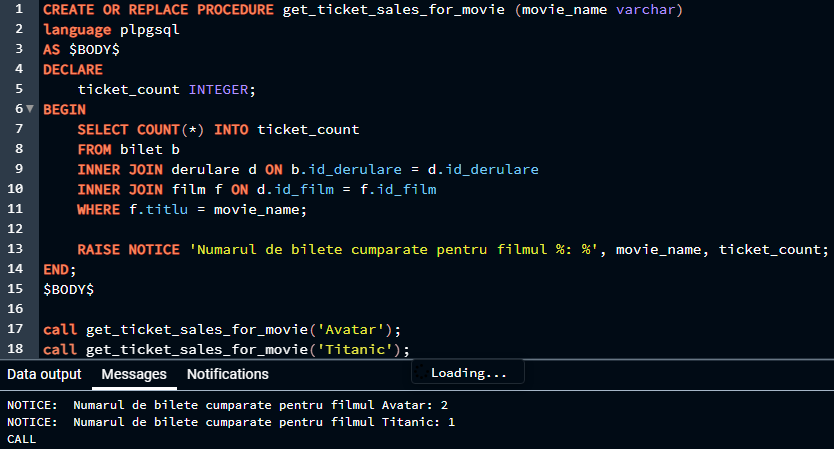 1 CREATE OR REPLACE PROCEDURE get_ticket_sales_for_movie (movie_name varchar)
2 language plpgsql
3 AS $BODY$
4 DECLARE
5     ticket_count INTEGER;
6 BEGIN
7     SELECT COUNT(*) INTO ticket_count
8     FROM bilet b
9     INNER JOIN derulare d ON b.id_derulare = d.id_derulare
10     INNER JOIN film f ON d.id_film = f.id_film
11     WHERE f.titlu = movie_name;
12
13     RAISE NOTICE 'Numarul de bilete cumparate pentru filmul %: %', movie_name, ticket_count;
14 END;
15 $BODY$
16
17 call get_ticket_sales_for_movie('Avatar');
18 call get_ticket_sales_for_movie('Titanic');
Data output Messages Notifications Loading...
NOTICE:  Numarul de bilete cumparate pentru filmul Avatar: 2
NOTICE:  Numarul de bilete cumparate pentru filmul Titanic: 1
CALL